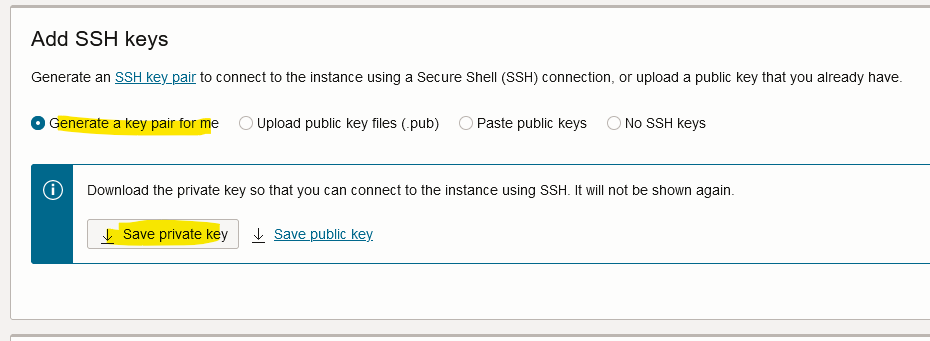 Add SSH keys
Generate an SSH key pair to connect to the instance using a Secure Shell (SSH) connection, or upload a public key that you already have.
Generate a key pair for me Upload public key files (.pub) Paste public keys No SSH keys
Download the private key so that you can connect to the instance using SSH. It will not be shown again.
Save private key Save public key